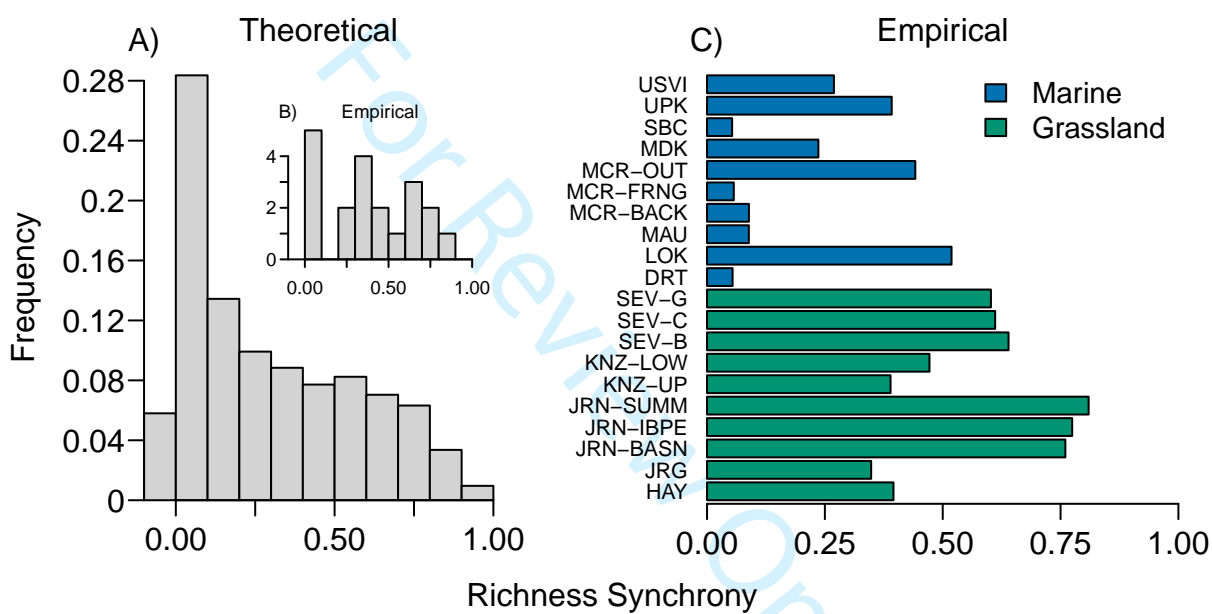 Theoretical
A)
0.28
0.24
0.2
0.16
0.12
0.08
0.04
0
Frequency
0.00 0.50 1.00
B) Empirical
4
2
0
0.00 0.50 1.00
Empirical
C)
Marine
Grassland
USVI
UPK
SBC
MDK
MCR−OUT
MCR−FRNG
MCR−BACK
MAU
LOK
DRT
SEV−G
SEV−C
SEV−B
KNZ−LOW
KNZ−UP
JRN−SUMM
JRN−IBPE
JRN−BASN
JRG
HAY
0.00 0.25 0.50 0.75 1.00
Richness Synchrony
For Review On